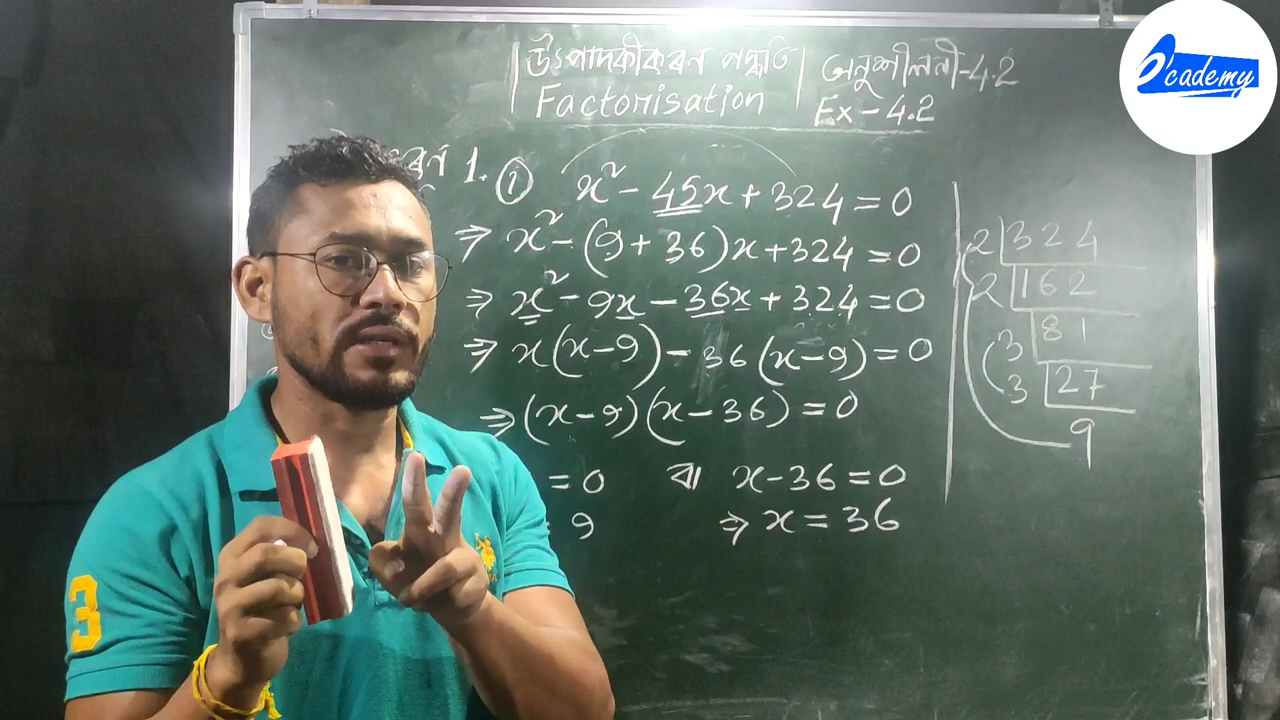 উৎপাদকীকৰণ পদ্ধতি
Factorisation
অনুশীলনী-4.2
Ex-4.2
1. ① x² - 45x + 324 = 0
⇒ x² - (9 + 36)x + 324 = 0
⇒ x² - 9x - 36x + 324 = 0
⇒ x(x-9) - 36(x-9) = 0
⇒ (x-9)(x-36) = 0
= 0 বা x-36 = 0
9 ⇒ x = 36
2 324
2 162
3 81
3 27
9
e'cademy
3